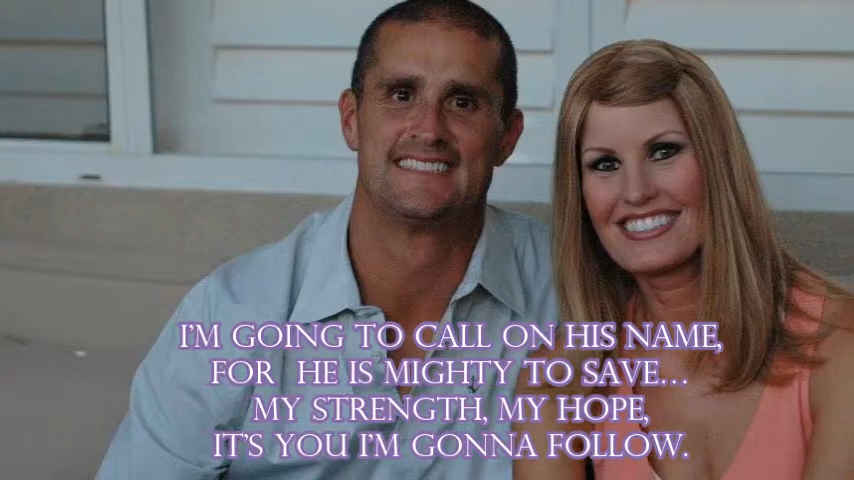 I'M GOING TO CALL ON HIS NAME,
FOR HE IS MIGHTY TO SAVE...
MY STRENGTH, MY HOPE,
IT'S YOU I'M GONNA FOLLOW.